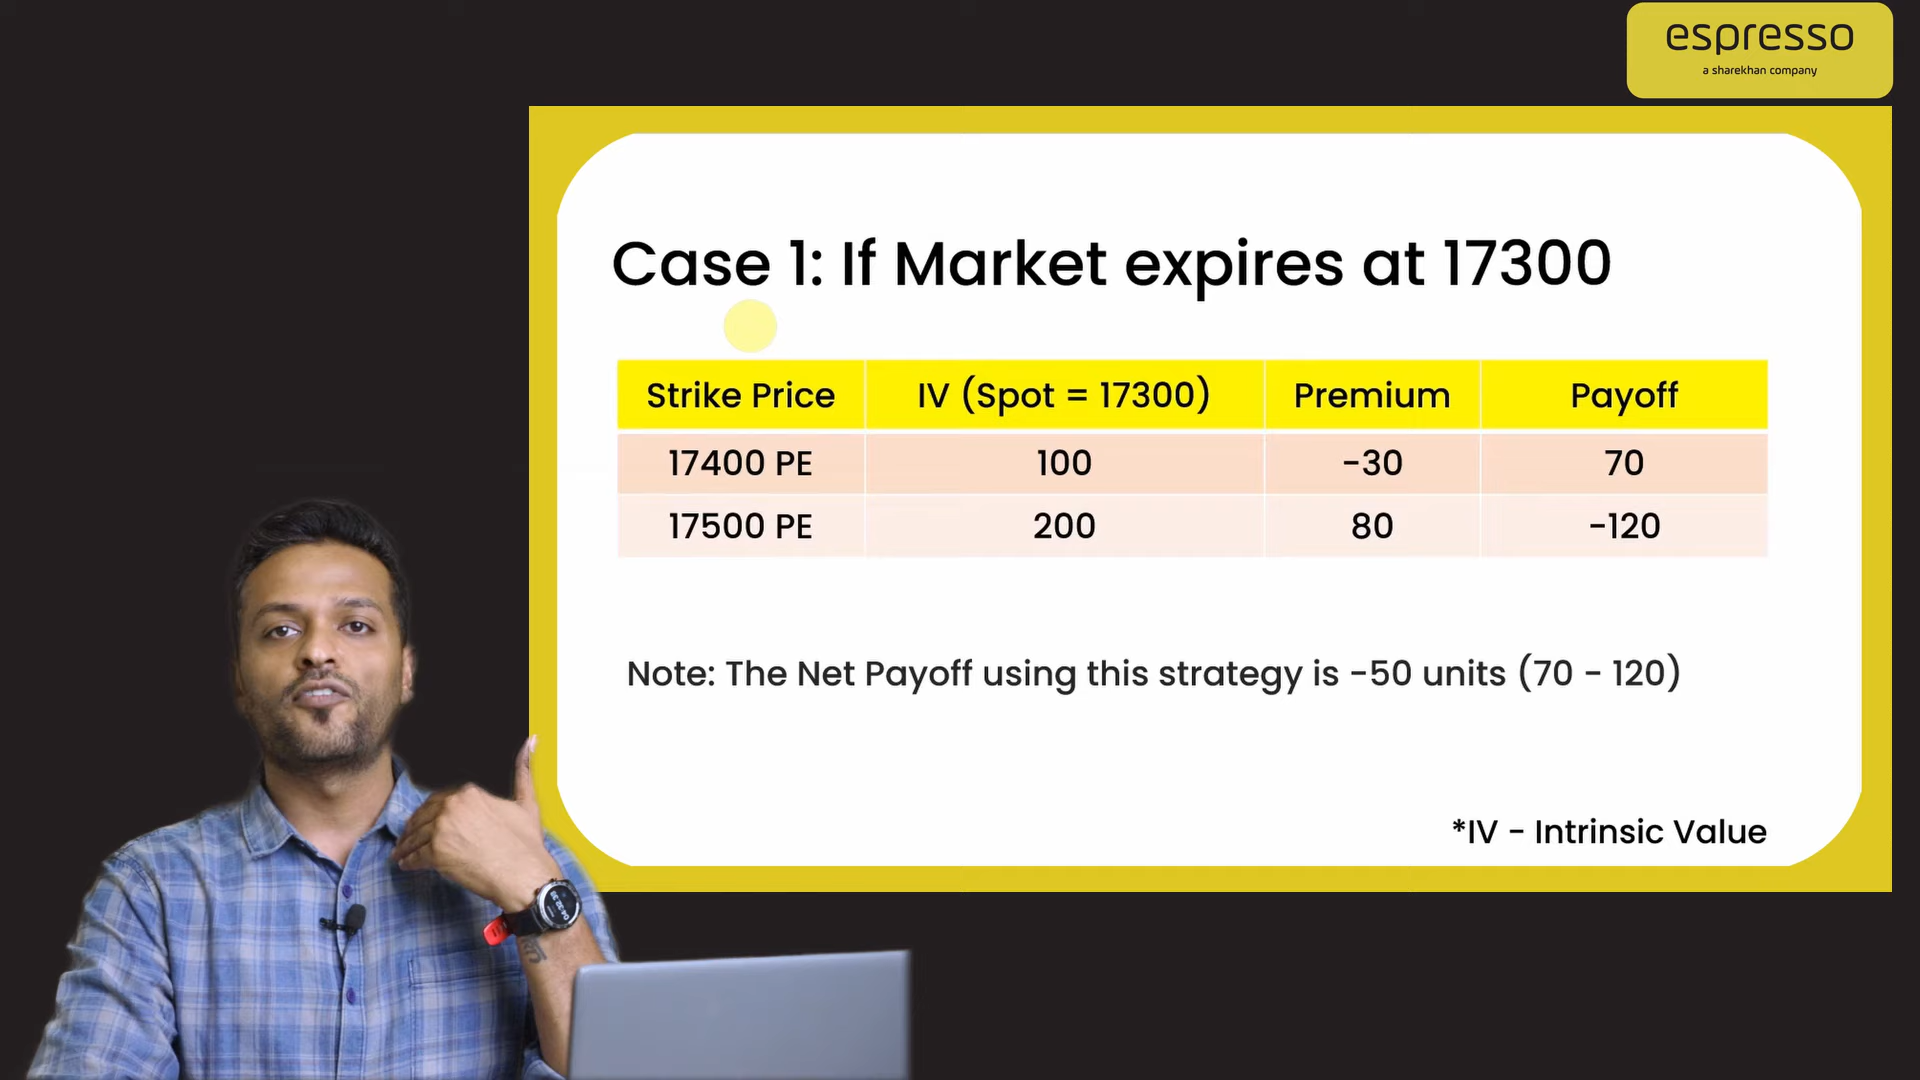 espresso
a sharekhan company
Case 1: If Market expires at 17300
Strike Price IV (Spot = 17300) Premium Payoff
17400 PE 100 -30 70
17500 PE 200 80 -120
Note: The Net Payoff using this strategy is -50 units (70 - 120)
*IV - Intrinsic Value